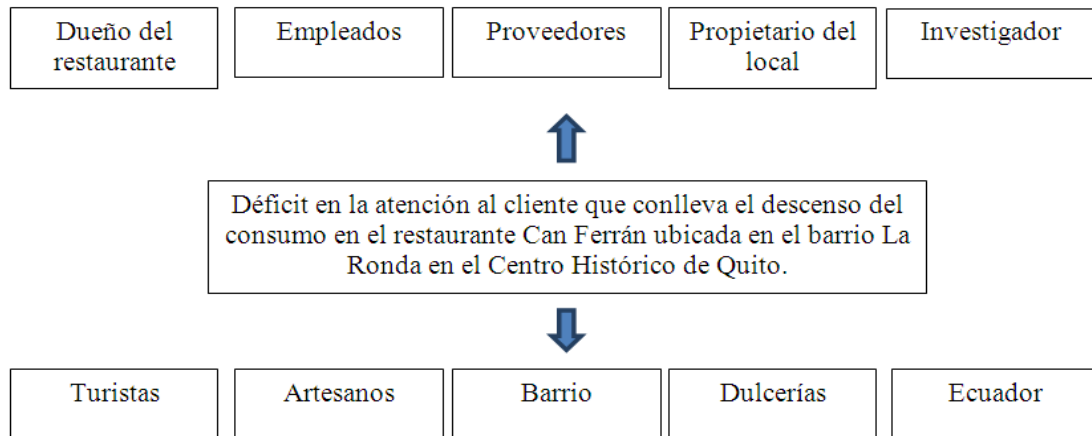 Dueño del
restaurante
Empleados
Proveedores
Propietario del
local
Investigador
Déficit en la atención al cliente que conlleva el descenso del
consumo en el restaurante Can Ferrán ubicada en el barrio La
Ronda en el Centro Histórico de Quito.
Turistas
Artesanos
Barrio
Dulcerías
Ecuador